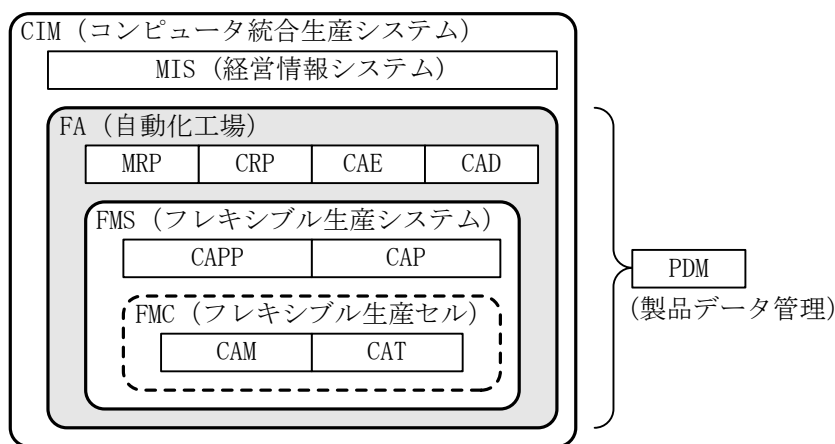 CIM (コンピュータ統合生産システム)
MIS (経営情報システム)
FA (自動化工場)
MRP CRP CAE CAD
FMS (フレキシブル生産システム)
CAPP CAP
PDM
(製品データ管理)
FMC (フレキシブル生産セル)
CAM CAT